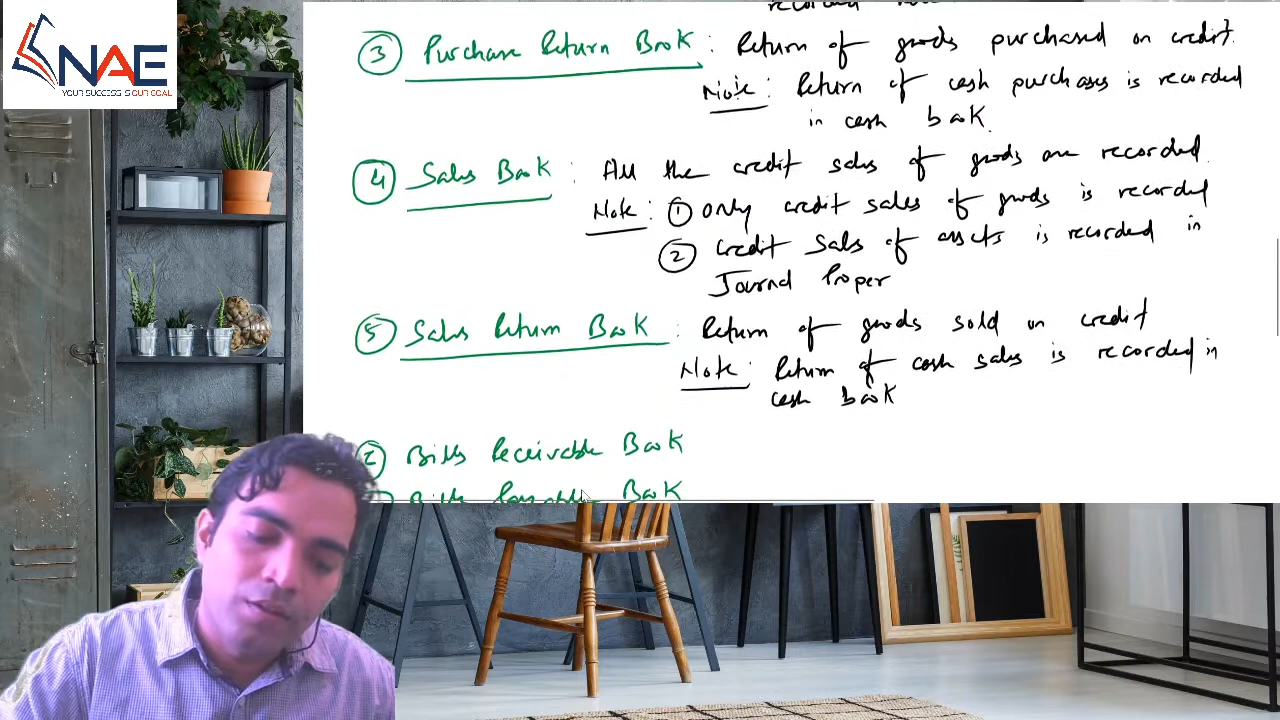 NAE
YOUR SUCCESS IS OUR GOAL
③ Purchase Return Book : Return of goods purchased on credit.
Note : Return of cash purchases is recorded
in cash book.
④ Sales Book : All the credit sales of goods are recorded.
Note : ① Only credit sales of goods is recorded
② Credit Sales of assets is recorded in
Journal Proper
⑤ Sales Return Book : Return of goods sold on credit
Note : Return of cash sales is recorded in
cash book
Bills Receivable Book
Bills Payable Book